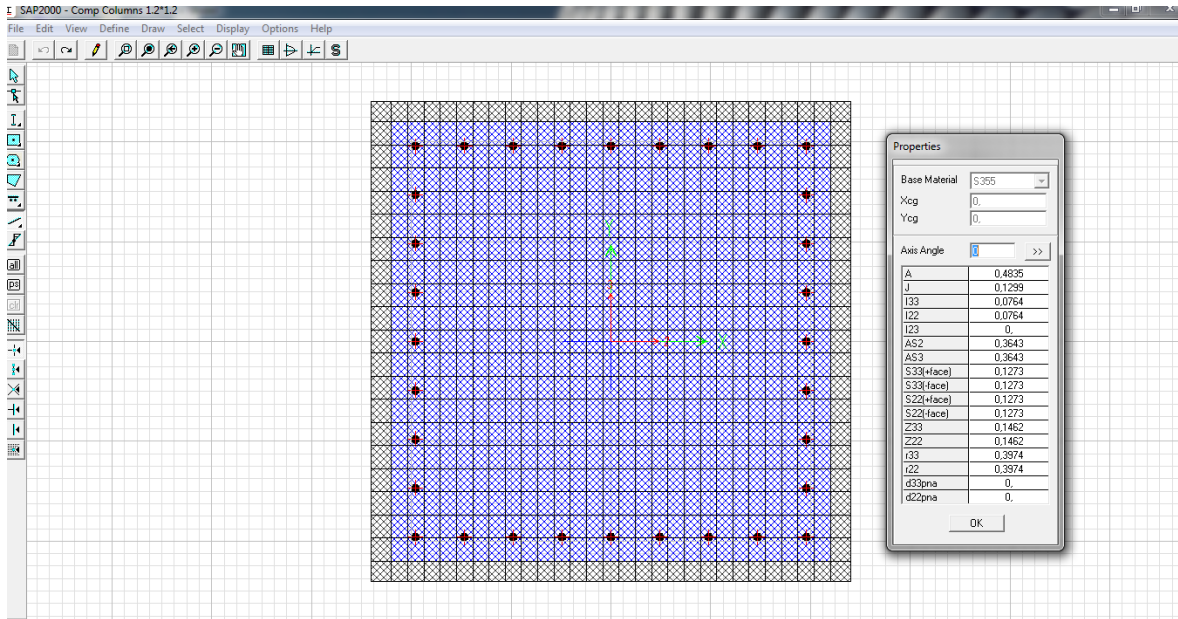 SAP2000 - Comp Columns 1.2*1.2
File Edit View Define Draw Select Display Options Help
Properties
Base Material S355
Xcg 0,
Ycg 0,
Axis Angle 0 >>
A 0,4835
J 0,1299
I33 0,0764
I22 0,0764
I23 0,
AS2 0,3643
AS3 0,3643
S33(+face) 0,1273
S33(-face) 0,1273
S22(+face) 0,1273
S22(-face) 0,1273
Z33 0,1462
Z22 0,1462
r33 0,3974
r22 0,3974
d33pna 0,
d22pna 0,
OK
all
ps
clr
Y
X